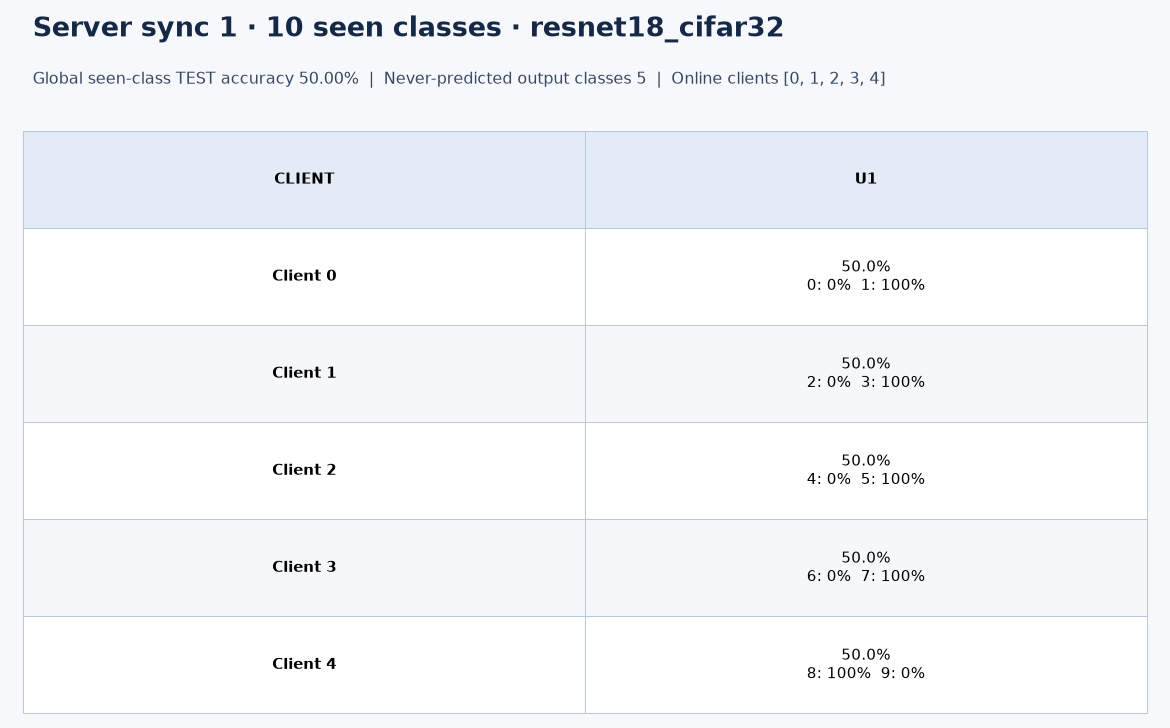 Server sync 1 · 10 seen classes · resnet18_cifar32
Global seen-class TEST accuracy 50.00%  |  Never-predicted output classes 5  |  Online clients [0, 1, 2, 3, 4]
CLIENT
U1
Client 0
50.0%
0: 0%  1: 100%
Client 1
50.0%
2: 0%  3: 100%
Client 2
50.0%
4: 0%  5: 100%
Client 3
50.0%
6: 0%  7: 100%
Client 4
50.0%
8: 100%  9: 0%